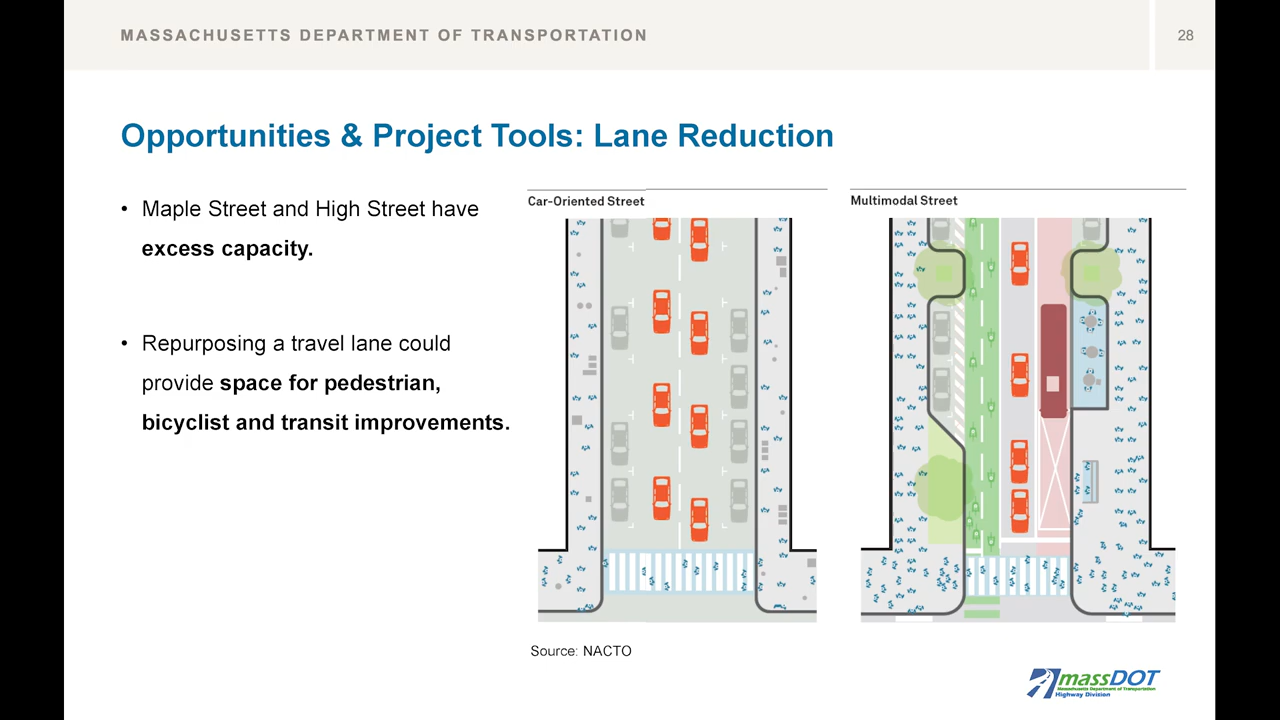 MASSACHUSETTS DEPARTMENT OF TRANSPORTATION
28
Opportunities & Project Tools: Lane Reduction
• Maple Street and High Street have
excess capacity.
• Repurposing a travel lane could
provide space for pedestrian,
bicyclist and transit improvements.
Car-Oriented Street
Multimodal Street
Source: NACTO
massDOT
Massachusetts Department of Transportation
Highway Division